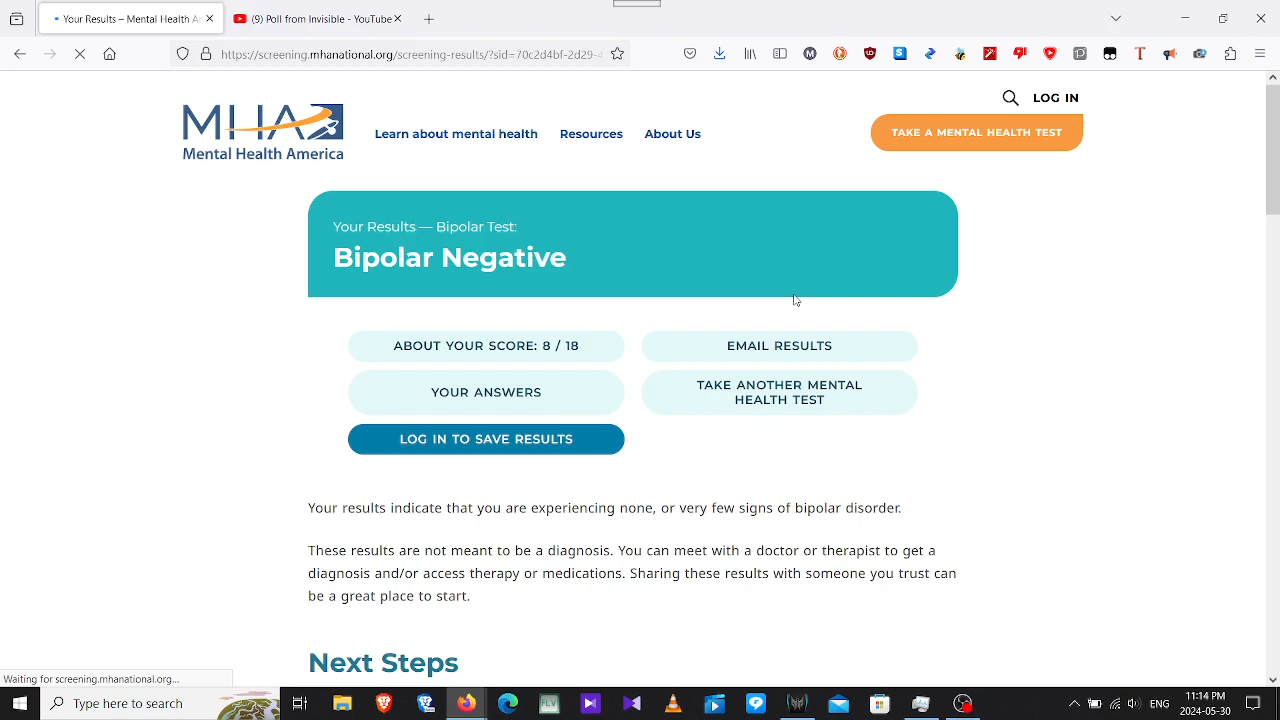 Your Results – Mental Health Am
(9) Poll from Invisible - YouTube
https://screening.mhanational.org/screening-results/?sid=70c2d4bf-2d29-4
LOG IN
MHA
Mental Health America
Learn about mental health
Resources
About Us
TAKE A MENTAL HEALTH TEST
Your Results — Bipolar Test:
Bipolar Negative
ABOUT YOUR SCORE: 8 / 18
EMAIL RESULTS
YOUR ANSWERS
TAKE ANOTHER MENTAL
HEALTH TEST
LOG IN TO SAVE RESULTS
Your results indicate that you are experiencing none, or very few signs of bipolar disorder.
These results are not meant to be a diagnosis. You can meet with a doctor or therapist to get a
diagnosis and/or access therapy or medications. Sharing these results with someone you trust can
be a great place to start.
Next Steps
Waiting for screening.mhanational.org...
Type here to search
FLV
ENG
11:14 PM
2024-05-30